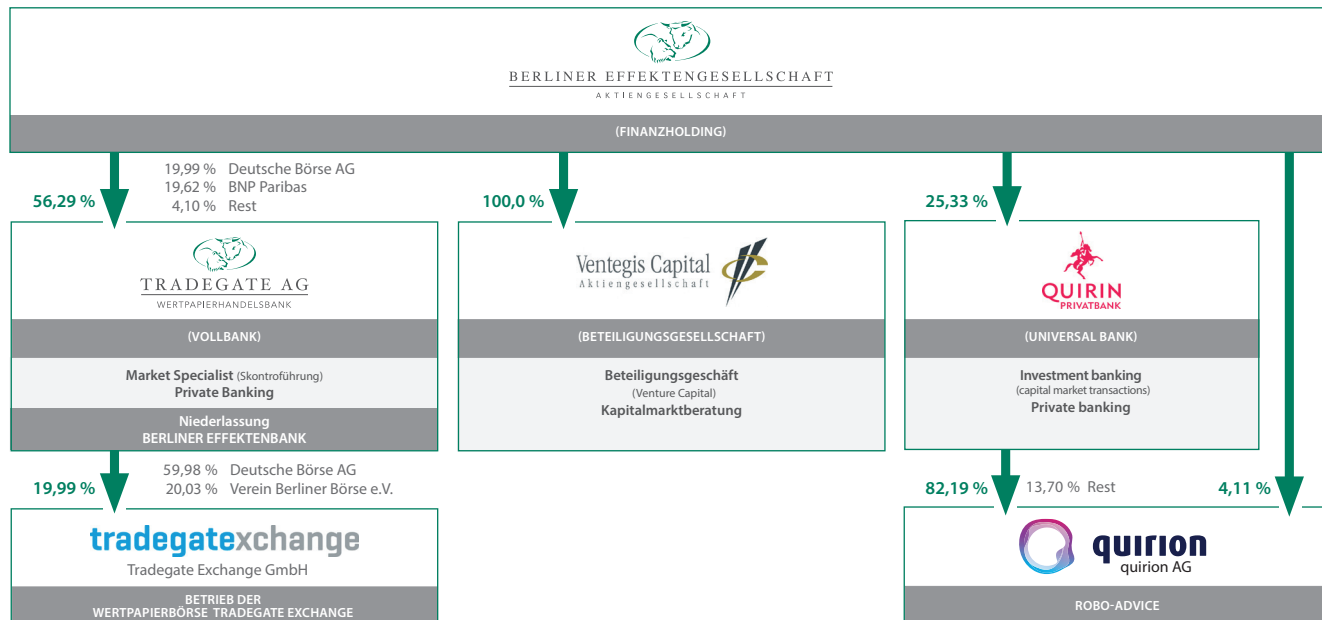 BERLINER EFFEKTENGESELLSCHAFT
AKTIENGESELLSCHAFT
(FINANZHOLDING)
19,99 % Deutsche Börse AG
19,62 % BNP Paribas
4,10 % Rest
56,29 %
100,0 %
25,33 %
TRADEGATE AG
WERTPAPIERHANDELSBANK
(VOLLBANK)
Market Specialist (Skontroführung)
Private Banking
Niederlassung
BERLINER EFFEKTENBANK
Ventegis Capital
Aktiengesellschaft
(BETEILIGUNGSGESELLSCHAFT)
Beteiligungsgeschäft
(Venture Capital)
Kapitalmarktberatung
QUIRIN
PRIVATBANK
(UNIVERSAL BANK)
Investment banking
(capital market transactions)
Private banking
59,98 % Deutsche Börse AG
20,03 % Verein Berliner Börse e.V.
19,99 %
82,19 %
13,70 % Rest
4,11 %
tradegatexchange
Tradegate Exchange GmbH
BETRIEB DER
WERTPAPIERBÖRSE TRADEGATE EXCHANGE
quirion
quirion AG
ROBO-ADVICE